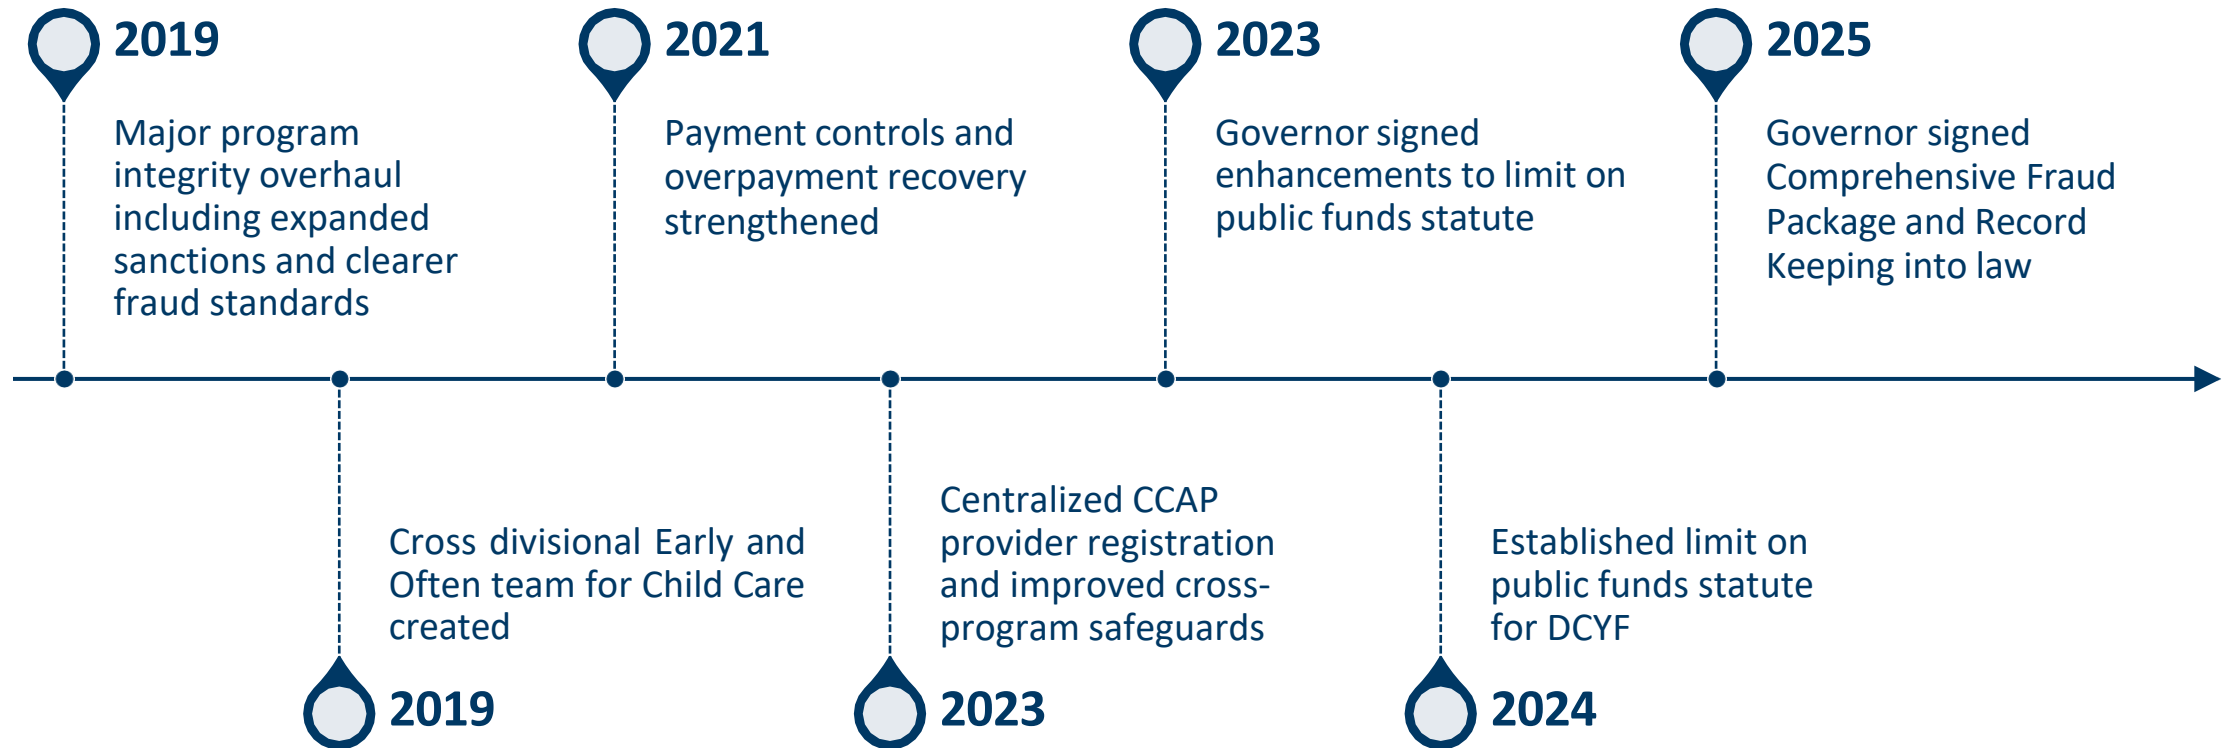 2019
Major program
integrity overhaul
including expanded
sanctions and clearer
fraud standards
Cross divisional Early and
Often team for Child Care
created
2019
2021
Payment controls and
overpayment recovery
strengthened
Centralized CCAP
provider registration
and improved cross-
program safeguards
2023
2023
Governor signed
enhancements to limit on
public funds statute
Established limit on
public funds statute
for DCYF
2024
2025
Governor signed
Comprehensive Fraud
Package and Record
Keeping into law